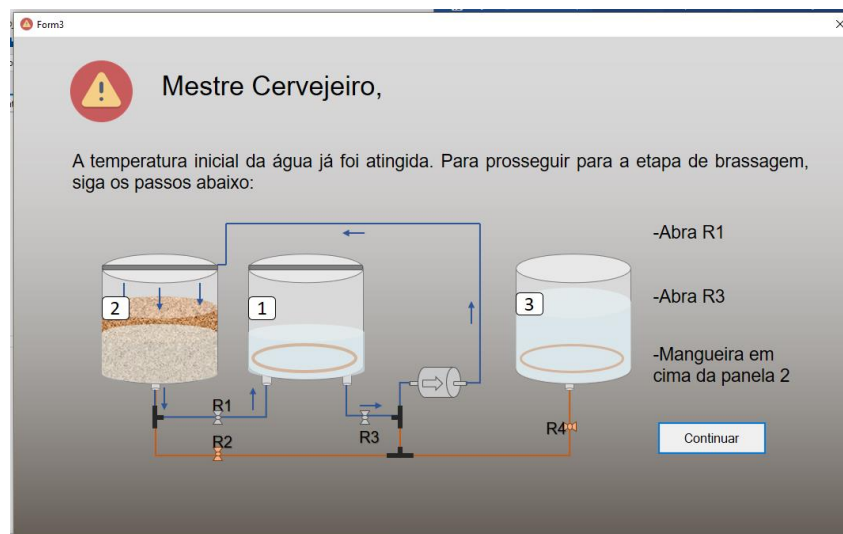 Form3
Mestre Cervejeiro,
A temperatura inicial da água já foi atingida. Para prosseguir para a etapa de brassagem,
siga os passos abaixo:
-Abra R1
2
1
3
-Abra R3
-Mangueira em
cima da panela 2
R1
R3
R2
R4
Continuar